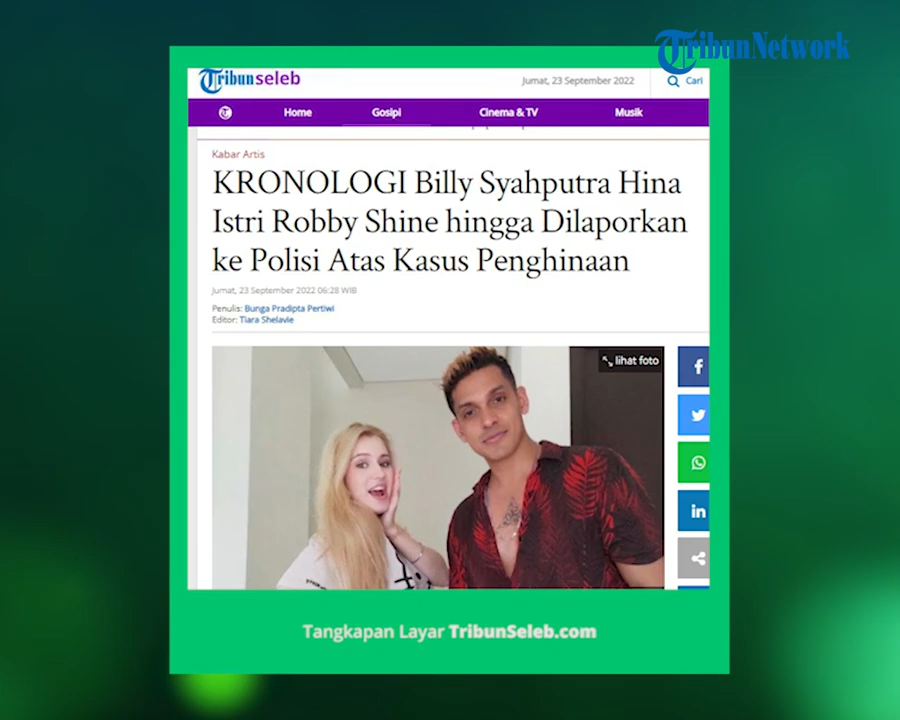 TribunNetwork
Tribunseleb
Jumat, 23 September 2022
Cari
Home
Gosipi
Cinema & TV
Musik
Kabar Artis
KRONOLOGI Billy Syahputra Hina
Istri Robby Shine hingga Dilaporkan
ke Polisi Atas Kasus Penghinaan
Jumat, 23 September 2022 06:28 WIB
Penulis: Bunga Pradipta Pertiwi
Editor: Tiara Shelavie
lihat foto
f
in
Tangkapan Layar TribunSeleb.com